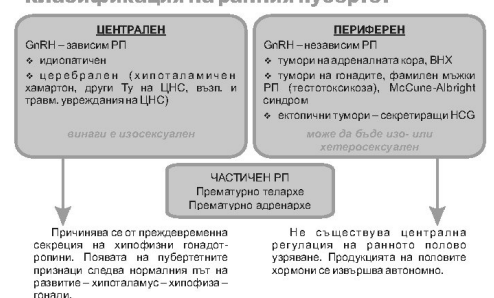 Класификация на ранния пубертет
ЦЕНТРАЛЕН
GnRH – зависим РП
❖ идиопатичен
❖ церебрален (хипоталамичен
хамартон, други Ту на ЦНС, възп. и
травм. увреждания на ЦНС)
винаги е изосексуален
ПЕРИФЕРЕН
GnRH – независим РП
❖ тумори на адреналната кора, ВНХ
❖ тумори на гонадите, фамилен мъжки
РП (тестотоксикоза), McCune-Albright
синдром
❖ ектопични тумори – секретиращи HCG
може да бъде изо- или
хетеросексуален
ЧАСТИЧЕН РП
Прематурно телархе
Прематурно адренархе
Причинява се от преждевременна
секреция на хипофизни гонадот-
ропини. Появата на пубертетните
признаци следва нормалния път на
развитие – хипоталамус – хипофиза –
гонади.
Не съществува централна
регулация на ранното полово
узряване. Продукцията на половите
хормони се извършва автономно.